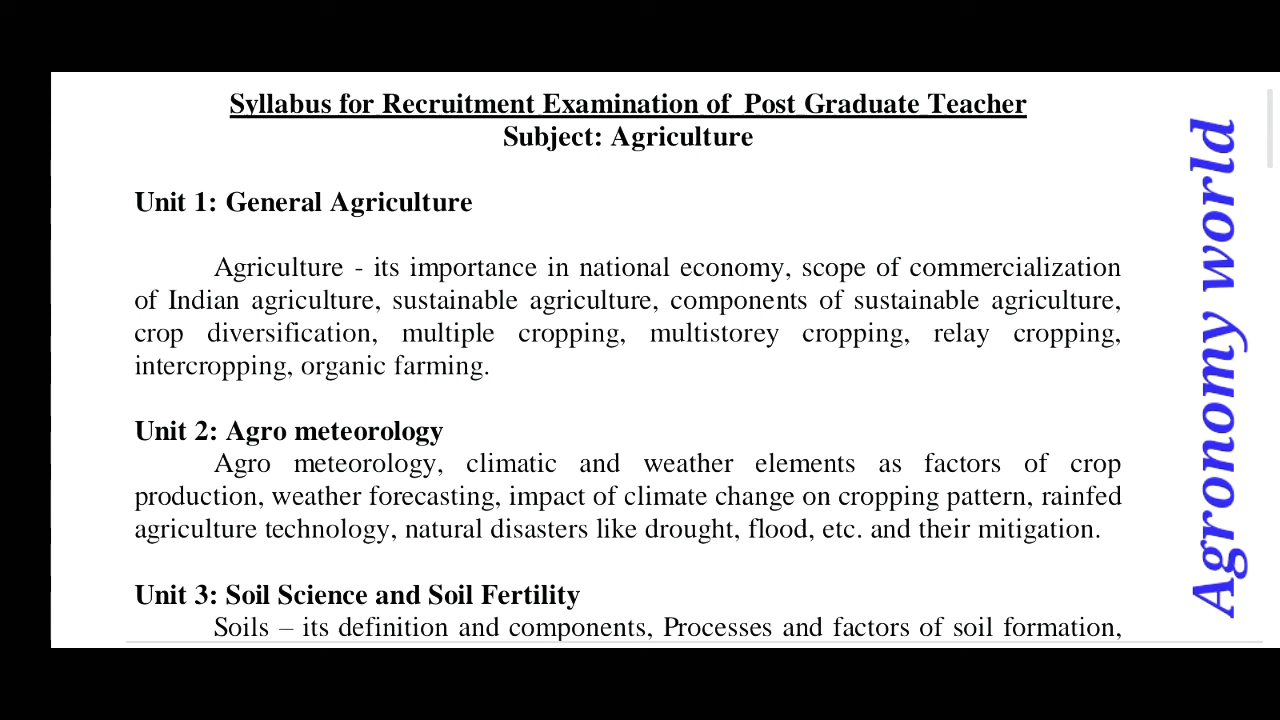 Syllabus for Recruitment Examination of Post Graduate Teacher
Subject: Agriculture
Unit 1: General Agriculture
Agriculture - its importance in national economy, scope of commercialization
of Indian agriculture, sustainable agriculture, components of sustainable agriculture,
crop diversification, multiple cropping, multistorey cropping, relay cropping,
intercropping, organic farming.
Unit 2: Agro meteorology
Agro meteorology, climatic and weather elements as factors of crop
production, weather forecasting, impact of climate change on cropping pattern, rainfed
agriculture technology, natural disasters like drought, flood, etc. and their mitigation.
Unit 3: Soil Science and Soil Fertility
Soils – its definition and components, Processes and factors of soil formation,
Agronomy world